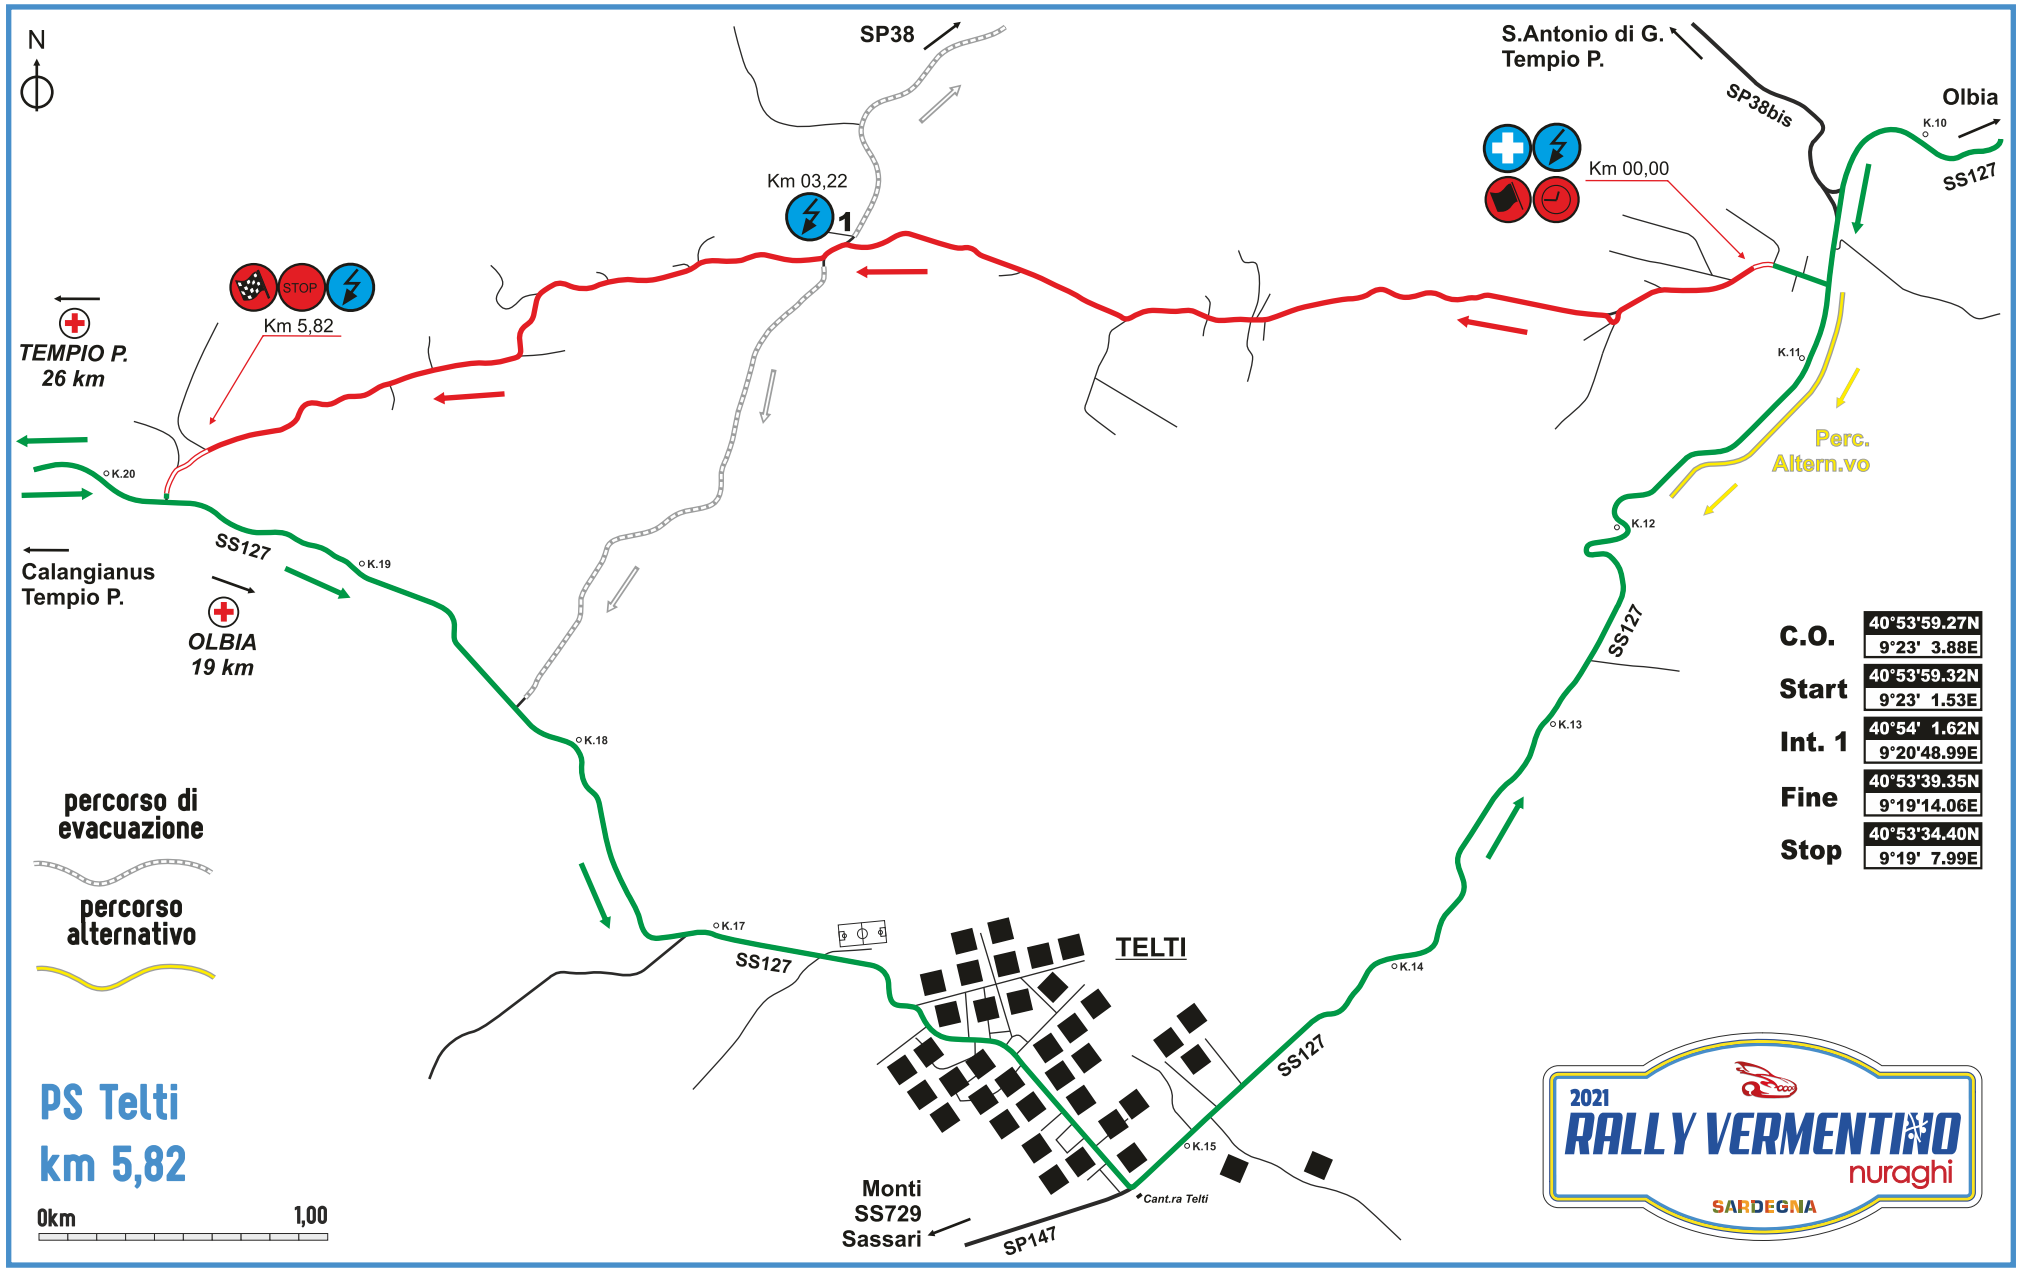 N
SP38
S.Antonio di G.
Tempio P.
SP38bis
Olbia
K.10
SS127
Km 03,22
1
Km 00,00
STOP
Km 5,82
TEMPIO P.
26 km
K.11
Perc.
Altern.vo
K.20
K.12
SS127
K.19
Calangianus
Tempio P.
OLBIA
19 km
SS127
C.O.
40°53'59.27N
9°23' 3.88E
Start
40°53'59.32N
9°23' 1.53E
Int. 1
40°54' 1.62N
9°20'48.99E
Fine
40°53'39.35N
9°19'14.06E
Stop
40°53'34.40N
9°19' 7.99E
K.13
K.18
percorso di
evacuazione
percorso
alternativo
K.17
SS127
TELTI
K.14
SS127
K.15
Cant.ra Telti
Monti
SS729
Sassari
SP147
PS Telti
km 5,82
0km
1,00
2021
RALLY VERMENTINO
nuraghi
SARDEGNA